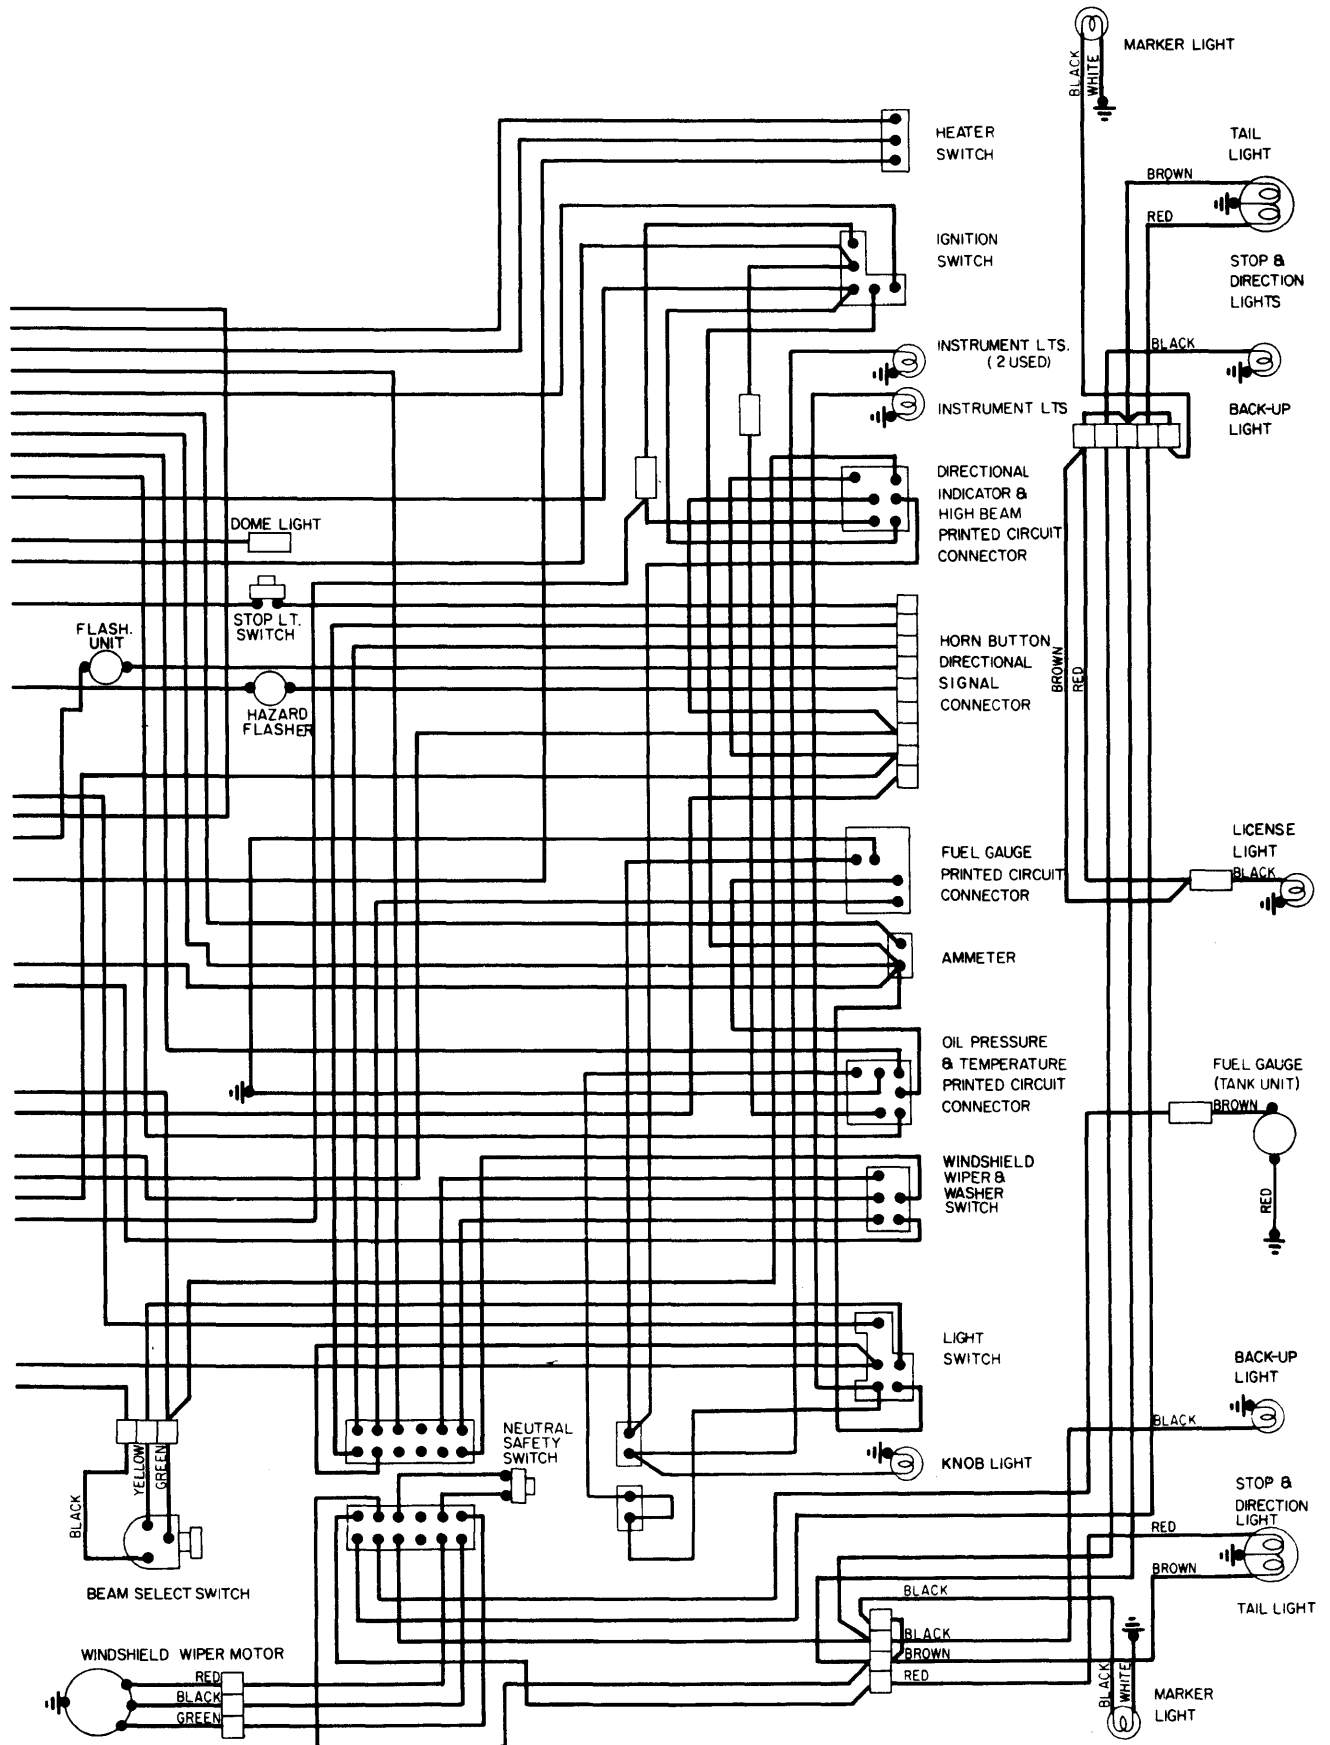 MARKER LIGHT
BLACK
WHITE
HEATER
SWITCH
TAIL
LIGHT
BROWN
RED
IGNITION
SWITCH
STOP &
DIRECTION
LIGHTS
INSTRUMENT LTS.
(2 USED)
BLACK
INSTRUMENT LTS
BACK-UP
LIGHT
DIRECTIONAL
INDICATOR &
HIGH BEAM
PRINTED CIRCUIT
CONNECTOR
DOME LIGHT
STOP LT.
SWITCH
FLASH.
UNIT
HAZARD
FLASHER
HORN BUTTON
DIRECTIONAL
SIGNAL
CONNECTOR
BROWN
RED
FUEL GAUGE
PRINTED CIRCUIT
CONNECTOR
LICENSE
LIGHT
BLACK
AMMETER
OIL PRESSURE
& TEMPERATURE
PRINTED CIRCUIT
CONNECTOR
FUEL GAUGE
(TANK UNIT)
BROWN
RED
WINDSHIELD
WIPER &
WASHER
SWITCH
LIGHT
SWITCH
BACK-UP
LIGHT
BLACK
NEUTRAL
SAFETY
SWITCH
KNOB LIGHT
YELLOW
GREEN
BLACK
BEAM SELECT SWITCH
STOP &
DIRECTION
LIGHT
RED
BROWN
TAIL LIGHT
BLACK
BLACK
BROWN
RED
BLACK
WHITE
MARKER
LIGHT
WINDSHIELD WIPER MOTOR
RED
BLACK
GREEN